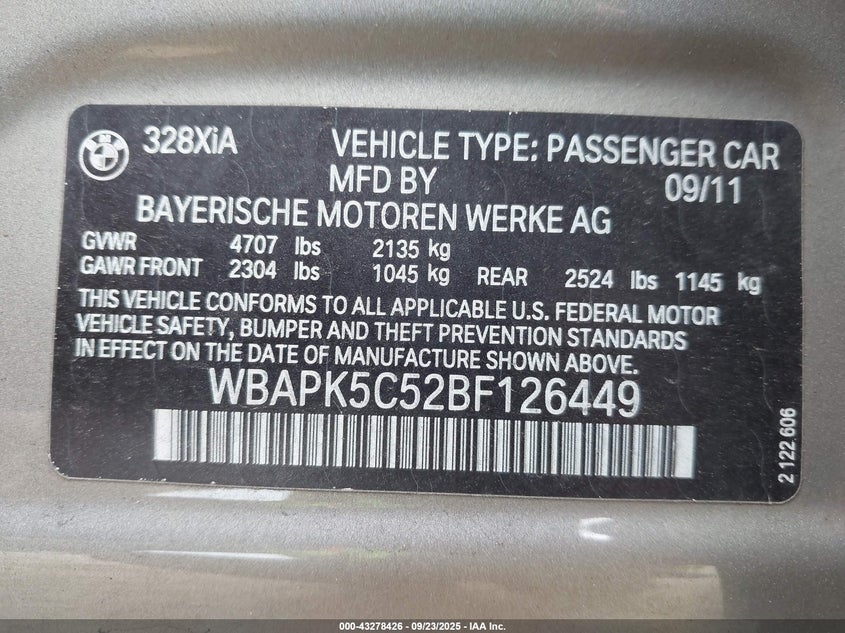 BMW
328XiA VEHICLE TYPE: PASSENGER CAR
MFD BY 09/11
BAYERISCHE MOTOREN WERKE AG
GVWR 4707 lbs 2135 kg
GAWR FRONT 2304 lbs 1045 kg REAR 2524 lbs 1145 kg
THIS VEHICLE CONFORMS TO ALL APPLICABLE U.S. FEDERAL MOTOR
VEHICLE SAFETY, BUMPER AND THEFT PREVENTION STANDARDS
IN EFFECT ON THE DATE OF MANUFACTURE SHOWN ABOVE.
WBAPK5C52BF126449
2 122 606
000-43278426 - 09/23/2025 - IAA Inc.